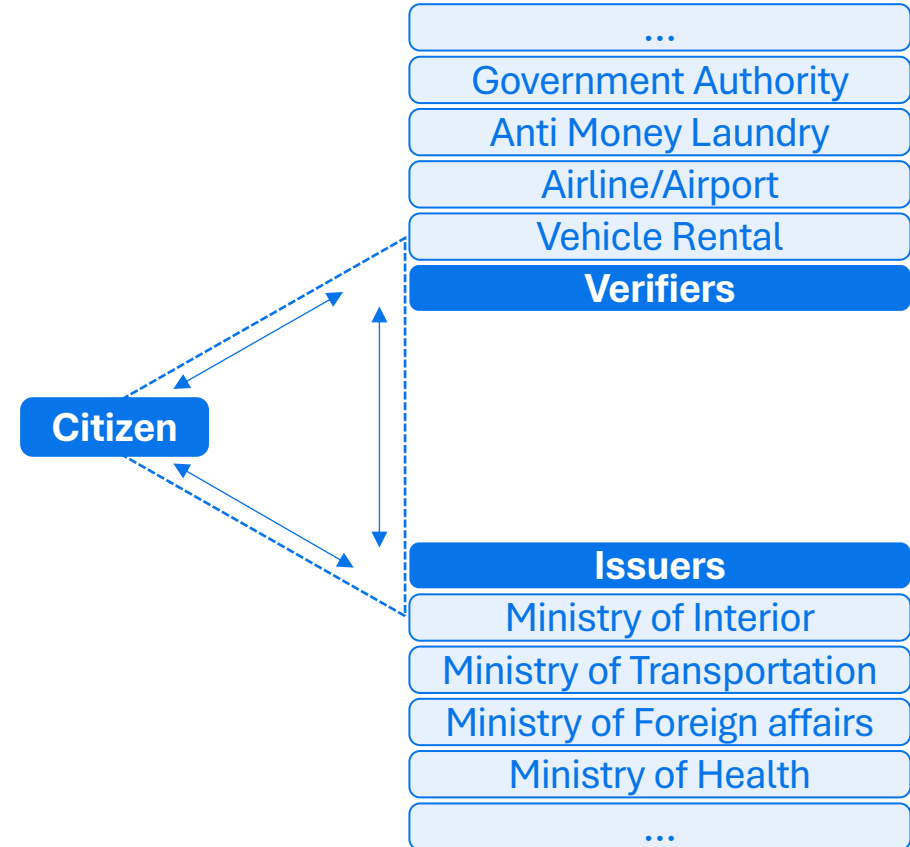 ...
Government Authority
Anti Money Laundry
Airline/Airport
Vehicle Rental
Verifiers
Citizen
Issuers
Ministry of Interior
Ministry of Transportation
Ministry of Foreign affairs
Ministry of Health
...